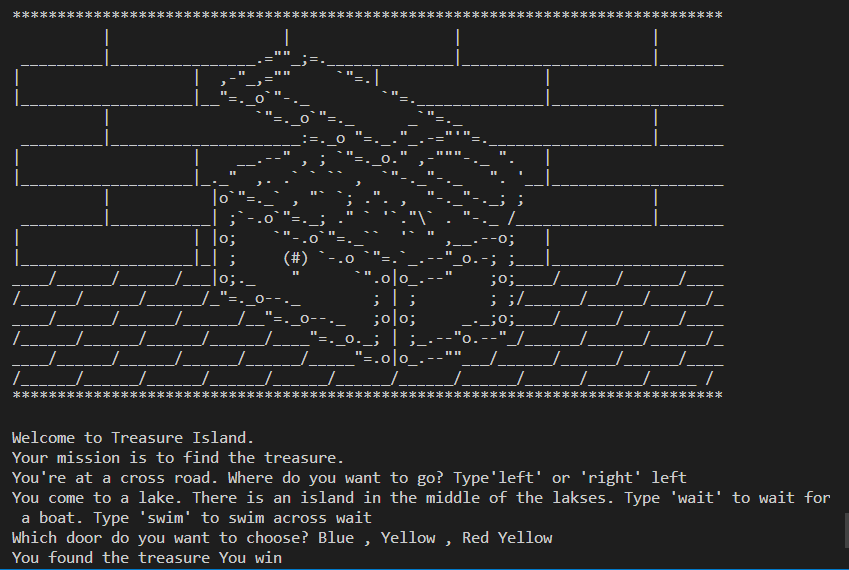 Welcome to Treasure Island.
Your mission is to find the treasure.
You're at a cross road. Where do you want to go? Type'left' or 'right' left
You come to a lake. There is an island in the middle of the lakses. Type 'wait' to wait for
 a boat. Type 'swim' to swim across wait
Which door do you want to choose? Blue , Yellow , Red Yellow
You found the treasure You win